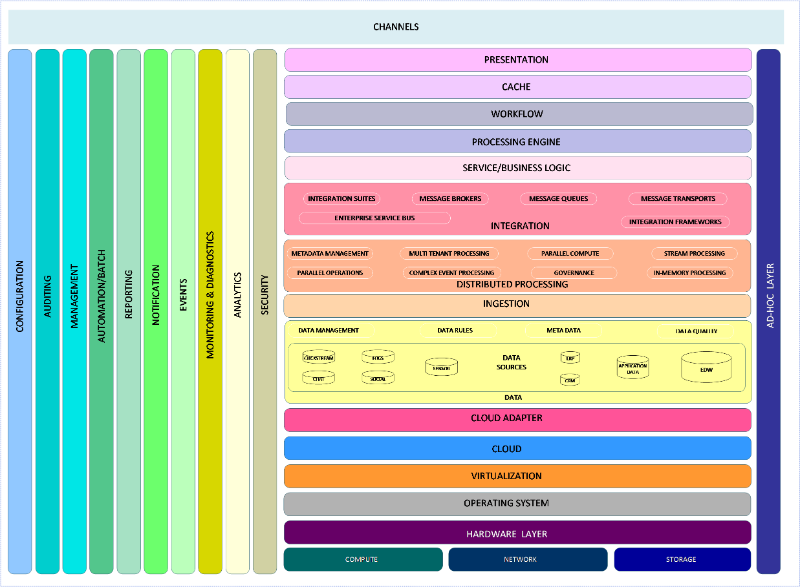 CHANNELS
CONFIGURATION
AUDITING
MANAGEMENT
AUTOMATION/BATCH
REPORTING
NOTIFICATION
EVENTS
MONITORING & DIAGNOSTICS
ANALYTICS
SECURITY
PRESENTATION
CACHE
WORKFLOW
PROCESSING ENGINE
SERVICE/BUSINESS LOGIC
INTEGRATION SUITES
MESSAGE BROKERS
MESSAGE QUEUES
MESSAGE TRANSPORTS
ENTERPRISE SERVICE BUS
INTEGRATION FRAMEWORKS
INTEGRATION
METADATA MANAGEMENT
MULTI TENANT PROCESSING
PARALLEL COMPUTE
STREAM PROCESSING
PARALLEL OPERATIONS
COMPLEX EVENT PROCESSING
GOVERNANCE
IN-MEMORY PROCESSING
DISTRIBUTED PROCESSING
INGESTION
DATA MANAGEMENT
DATA RULES
META DATA
DATA QUALITY
CLICKSTREAM
SOCIAL
DATA
SOURCES
ERP
CRM
APPLICATION
DATA
EDW
DATA
CLOUD ADAPTER
CLOUD
VIRTUALIZATION
OPERATING SYSTEM
HARDWARE LAYER
COMPUTE
NETWORK
STORAGE
AD-HOC LAYER